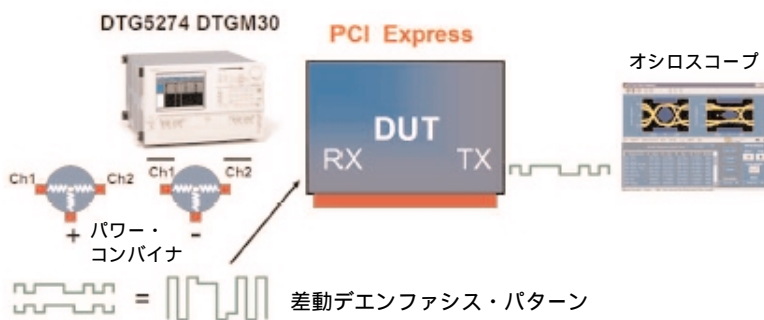 DTG5274 DTGM30
PCI Express
オシロスコープ
DUT
RX
TX
Ch1
Ch2
Ch1
Ch2
+
パワー・
コンバイナ
-
=
差動デエンファシス・パターン